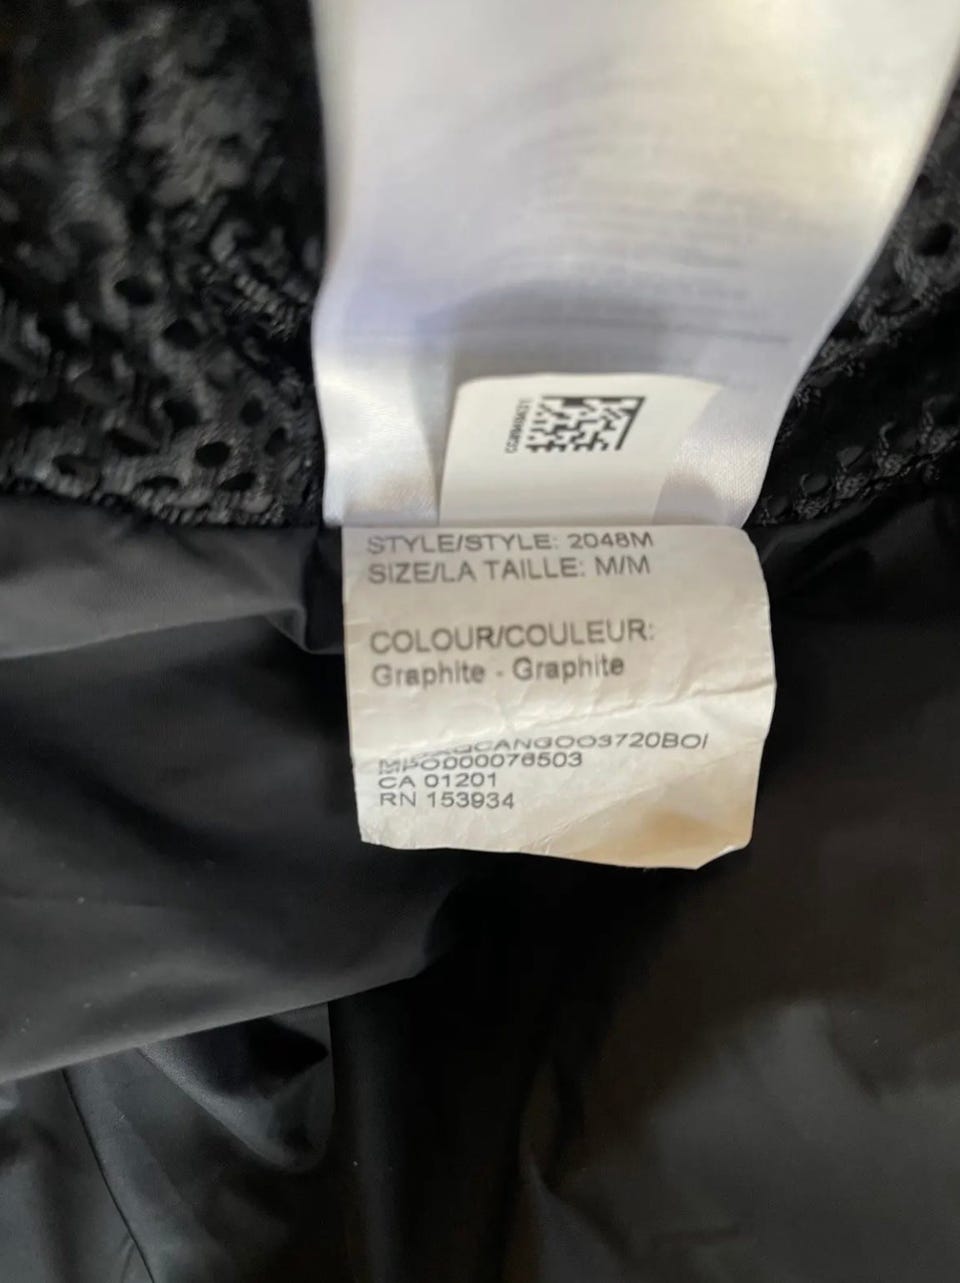 STYLE/STYLE: 2048M
SIZE/LA TAILLE: M/M
COLOUR/COULEUR:
Graphite - Graphite
MPOD00076503
CA 01201
RN 153934